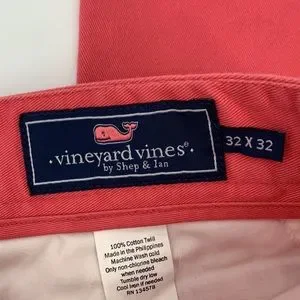 vineyard vines®
by Shep & Ian
32 X 32
100% Cotton Twill
Made in the Philippines
Machine Wash cold
Only non-chlorine bleach
when needed
Tumble dry low
Cool Iron if needed
RN 134578